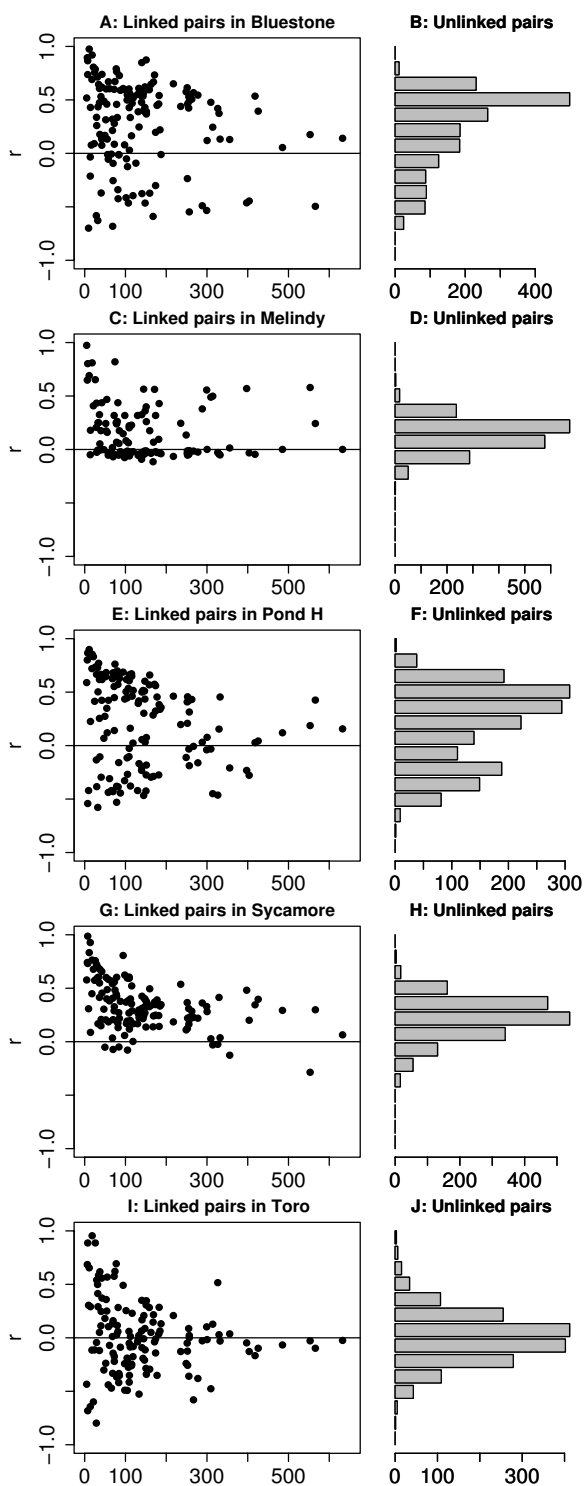 A: Linked pairs in Bluestone
B: Unlinked pairs
r
1.0
0.5
0.0
−1.0
0 100 300 500
0 200 400
C: Linked pairs in Melindy
D: Unlinked pairs
r
1.0
0.5
0.0
−1.0
0 100 300 500
0 200 500
E: Linked pairs in Pond H
F: Unlinked pairs
r
1.0
0.5
0.0
−1.0
0 100 300 500
0 100 200 300
G: Linked pairs in Sycamore
H: Unlinked pairs
r
1.0
0.5
0.0
−1.0
0 100 300 500
0 200 400
I: Linked pairs in Toro
J: Unlinked pairs
r
1.0
0.5
0.0
−1.0
0 100 300 500
0 100 300